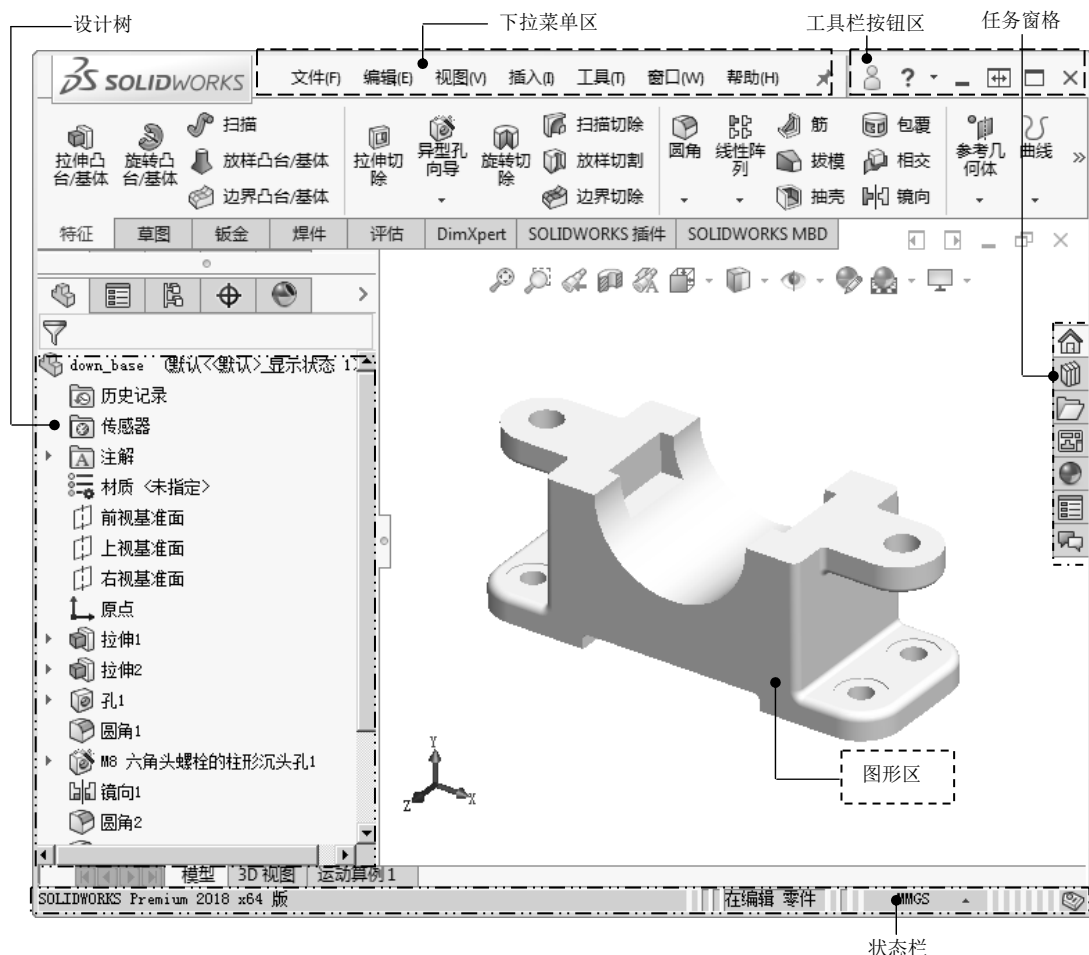 设计树
下拉菜单区
工具栏按钮区
任务窗格
SOLIDWORKS 文件(F) 编辑(E) 视图(V) 插入(I) 工具(T) 窗口(W) 帮助(H) ?
拉伸凸台/基体
旋转凸台/基体
扫描
放样凸台/基体
边界凸台/基体
拉伸切除
异型孔向导
旋转切除
扫描切除
放样切割
边界切除
圆角
线性阵列
筋
拔模
抽壳
包覆
相交
镜向
参考几何体
曲线
特征 草图 钣金 焊件 评估 DimXpert SOLIDWORKS 插件 SOLIDWORKS MBD
down_base (默认<<默认>_显示状态 1>
历史记录
传感器
注解
材质 <未指定>
前视基准面
上视基准面
右视基准面
原点
拉伸1
拉伸2
孔1
圆角1
M8 六角头螺栓的柱形沉头孔1
镜向1
圆角2
Y
Z
X
图形区
模型 3D 视图 运动算例 1
SOLIDWORKS Premium 2018 x64 版 在编辑 零件 MMGS
状态栏